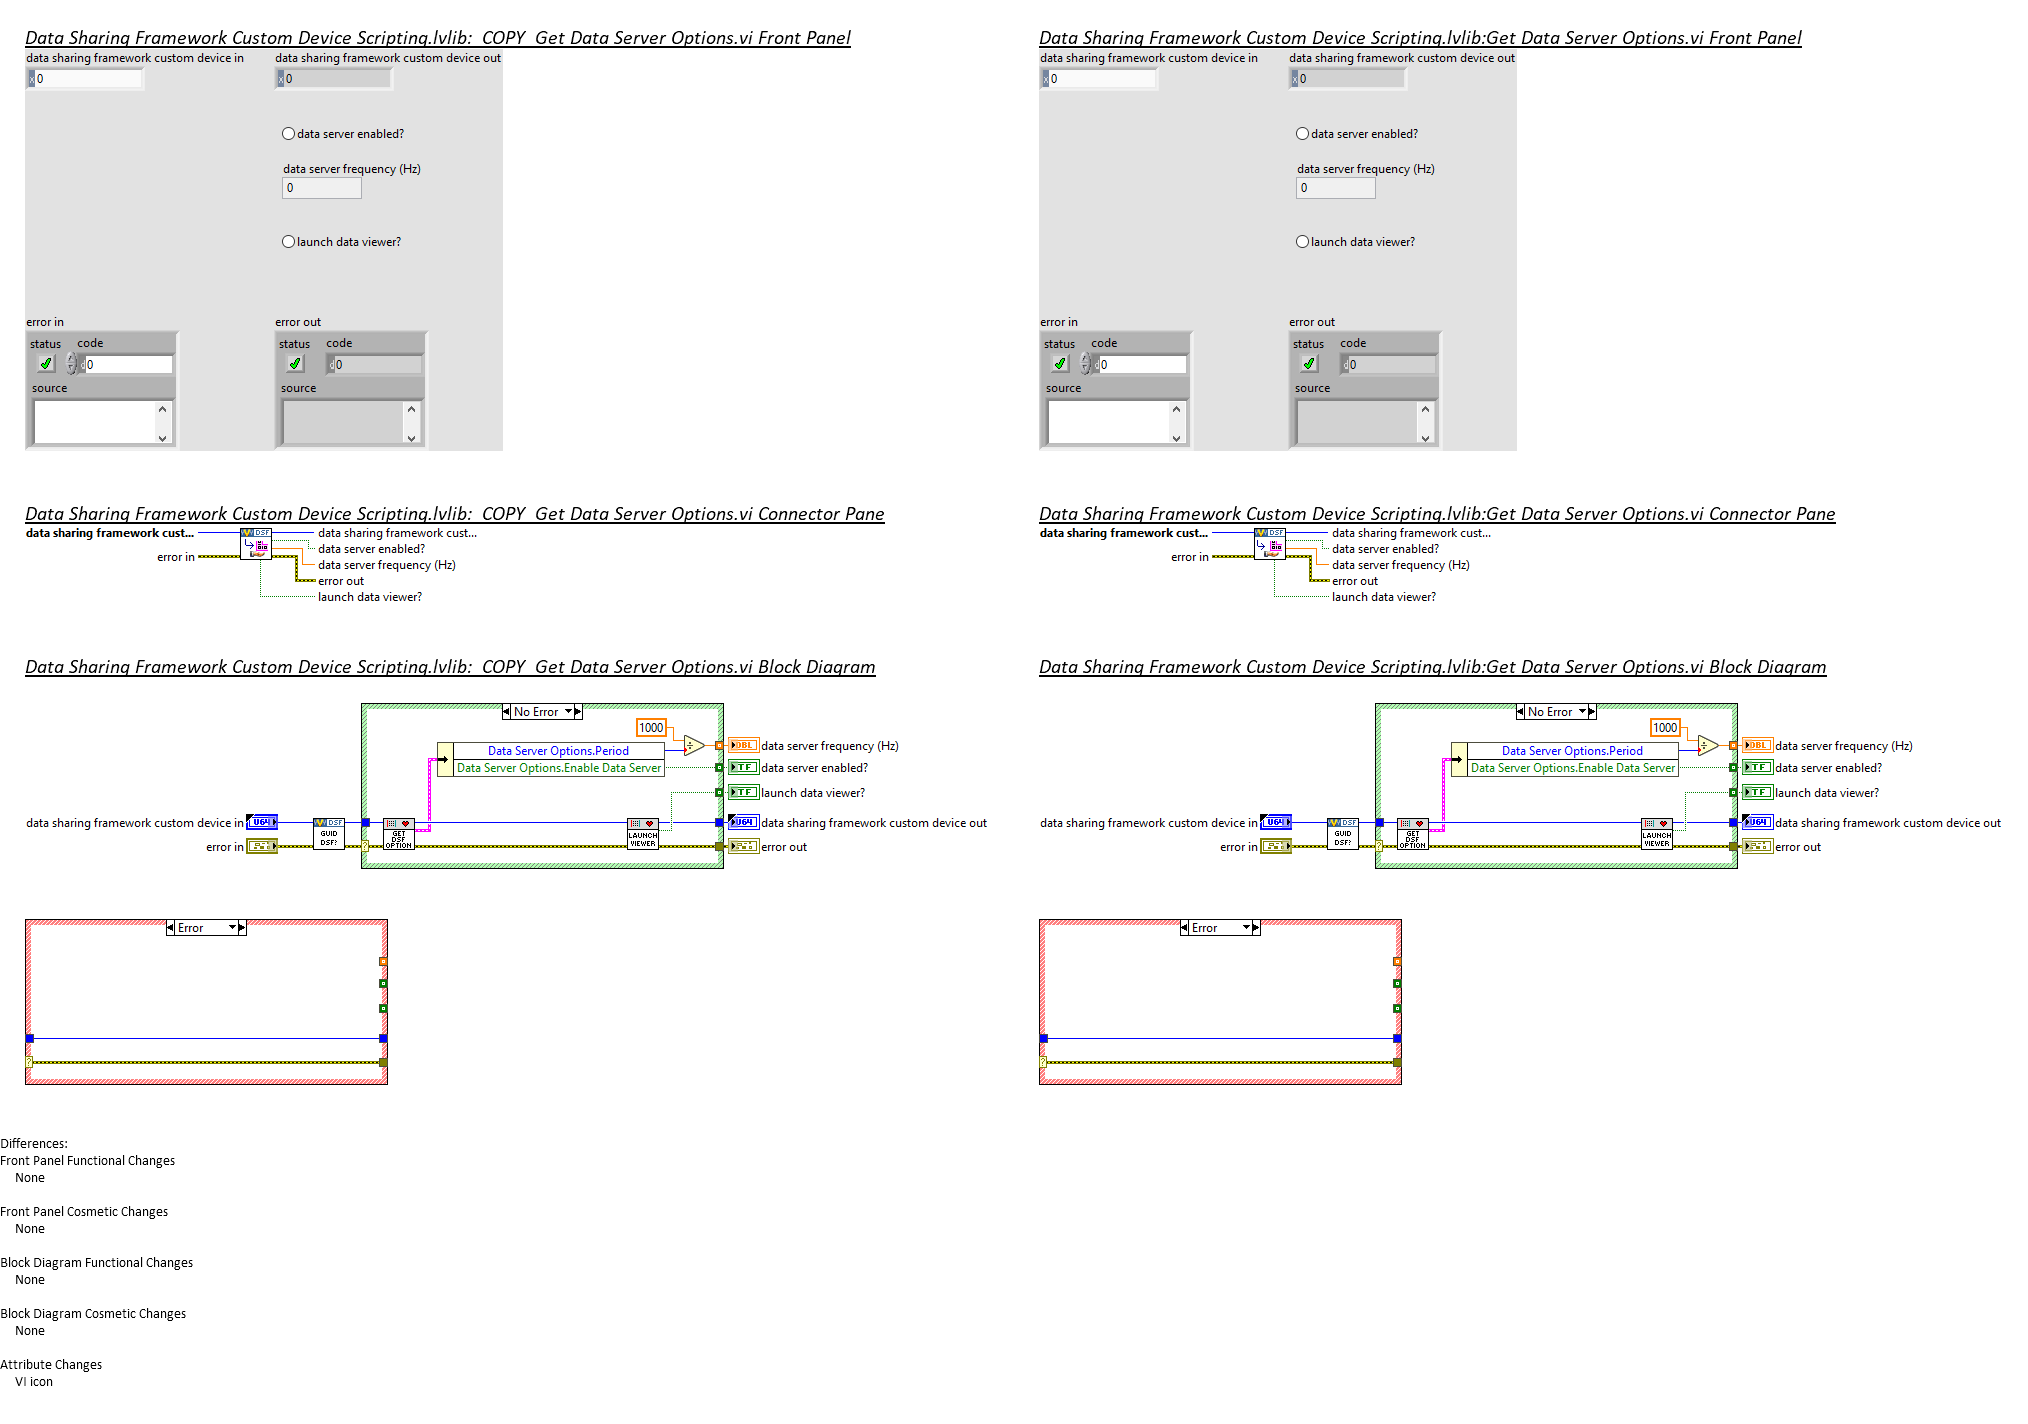 Data Sharing Framework Custom Device Scripting.lvlib:  COPY  Get Data Server Options.vi Front Panel
data sharing framework custom device in
data sharing framework custom device out
x 0
x 0
data server enabled?
data server frequency (Hz)
0
launch data viewer?
error in
error out
status code
status code
d 0
d 0
source
source
Data Sharing Framework Custom Device Scripting.lvlib:Get Data Server Options.vi Front Panel
data sharing framework custom device in
data sharing framework custom device out
x 0
x 0
data server enabled?
data server frequency (Hz)
0
launch data viewer?
error in
error out
status code
status code
d 0
d 0
source
source
Data Sharing Framework Custom Device Scripting.lvlib:  COPY  Get Data Server Options.vi Connector Pane
data sharing framework cust...
error in
DSF
data sharing framework cust...
data server enabled?
data server frequency (Hz)
error out
launch data viewer?
Data Sharing Framework Custom Device Scripting.lvlib:Get Data Server Options.vi Connector Pane
data sharing framework cust...
error in
DSF
data sharing framework cust...
data server enabled?
data server frequency (Hz)
error out
launch data viewer?
Data Sharing Framework Custom Device Scripting.lvlib:  COPY  Get Data Server Options.vi Block Diagram
No Error
1000
Data Server Options.Period
Data Server Options.Enable Data Server
DBL data server frequency (Hz)
TF data server enabled?
TF launch data viewer?
data sharing framework custom device in U64
error in
DSF
GUID
DSF?
GET
DSF
OPTION
LAUNCH
VIEWER
U64 data sharing framework custom device out
error out
?
Error
?
Data Sharing Framework Custom Device Scripting.lvlib:Get Data Server Options.vi Block Diagram
No Error
1000
Data Server Options.Period
Data Server Options.Enable Data Server
DBL data server frequency (Hz)
TF data server enabled?
TF launch data viewer?
data sharing framework custom device in U64
error in
DSF
GUID
DSF?
GET
DSF
OPTION
LAUNCH
VIEWER
U64 data sharing framework custom device out
error out
?
Error
?
Differences:
Front Panel Functional Changes
None
Front Panel Cosmetic Changes
None
Block Diagram Functional Changes
None
Block Diagram Cosmetic Changes
None
Attribute Changes
VI icon